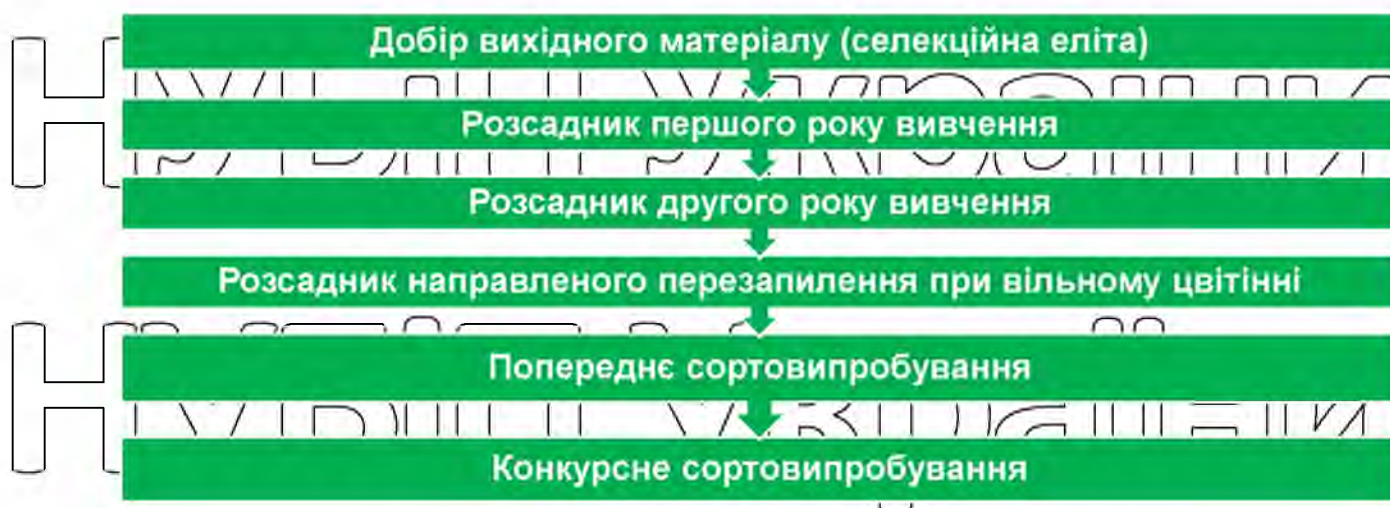 Добір вихідного матеріалу (селекційна еліта)
Розсадник першого року вивчення
Розсадник другого року вивчення
Розсадник направленого перезапилення при вільному цвітінні
Попереднє сортовипробування
Конкурсне сортовипробування